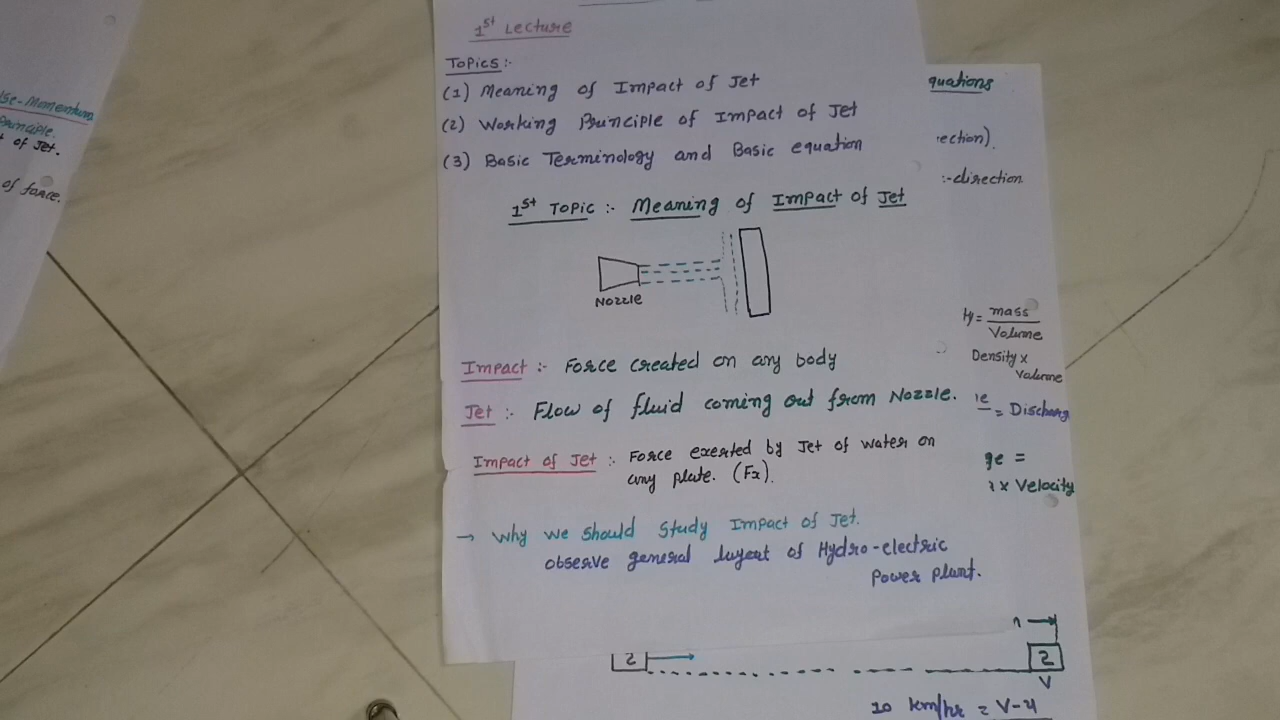 1st Lecture
Topics:-
(1) Meaning of Impact of Jet
(2) Working Principle of Impact of Jet
(3) Basic Terminology and Basic equation
1st Topic :- Meaning of Impact of Jet
Nozzle
Impact :- Force created on any body
Jet :- Flow of fluid coming out from Nozzle.
Impact of Jet :- Force exerted by Jet of water on
any plate. (Fx).
→ Why we should study Impact of Jet.
observe general layout of Hydro-electric
Power plant.
lse-Momentum
Principle.
t of Jet.
of force.
quations
ection).
:-direction
ty = mass
Volume
Density x
Volume
= Discharg
ge =
x Velocity
2
2
V
10 km/hr = V-u